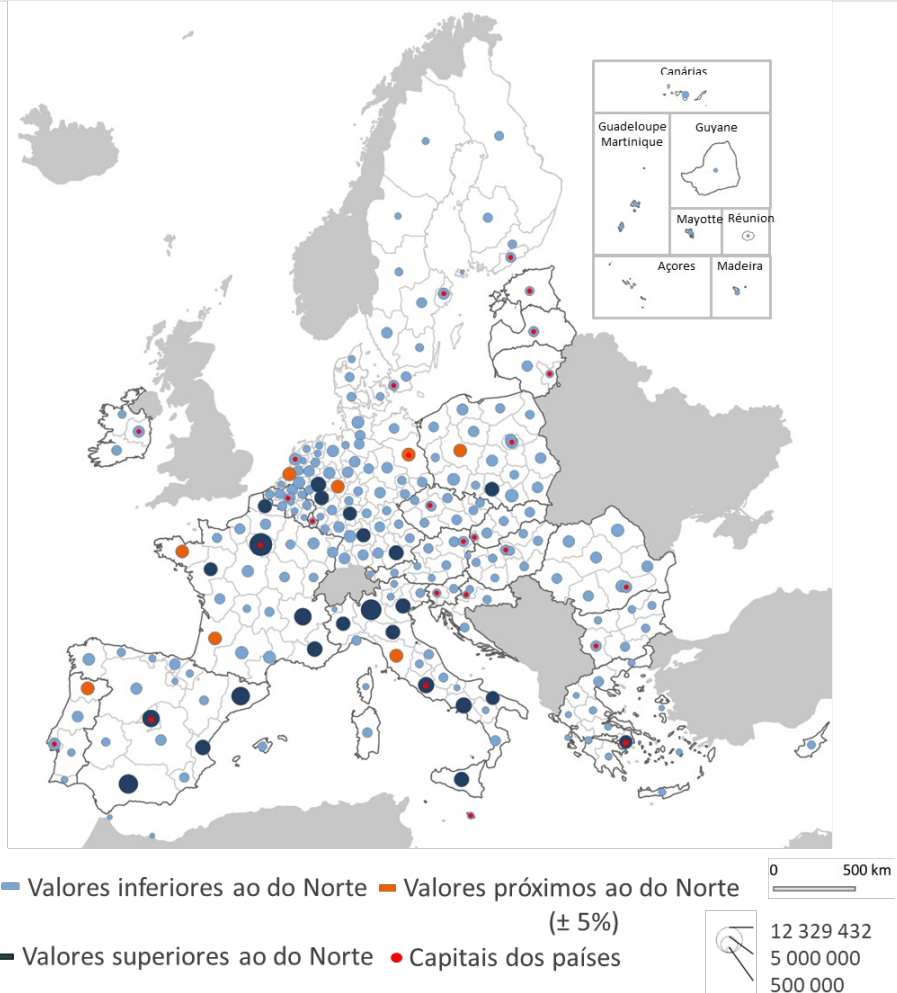 Canárias
Guadeloupe
Martinique
Guyane
Mayotte
Réunion
Açores
Madeira
Valores inferiores ao do Norte
Valores próximos ao do Norte
(± 5%)
Valores superiores ao do Norte
Capitais dos países
0 500 km
12 329 432
5 000 000
500 000